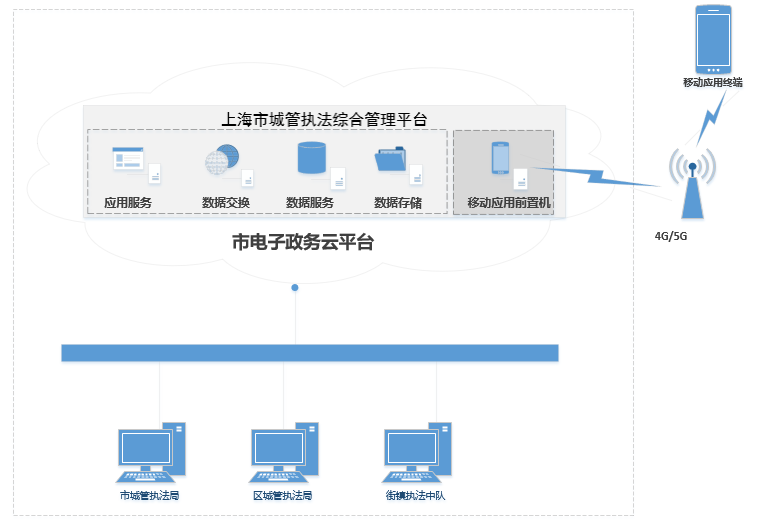 移动应用终端
上海市城管执法综合管理平台
应用服务
数据交换
数据服务
数据存储
移动应用前置机
市电子政务云平台
4G/5G
市城管执法局
区城管执法局
街镇执法中队